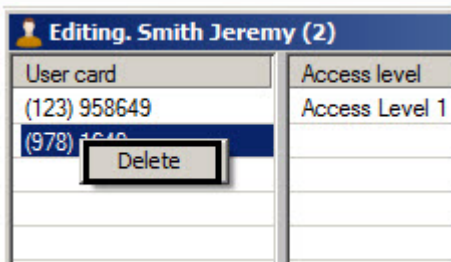 Editing. Smith Jeremy (2)
User card
Access level
(123) 958649
Access Level 1
(978)
Delete